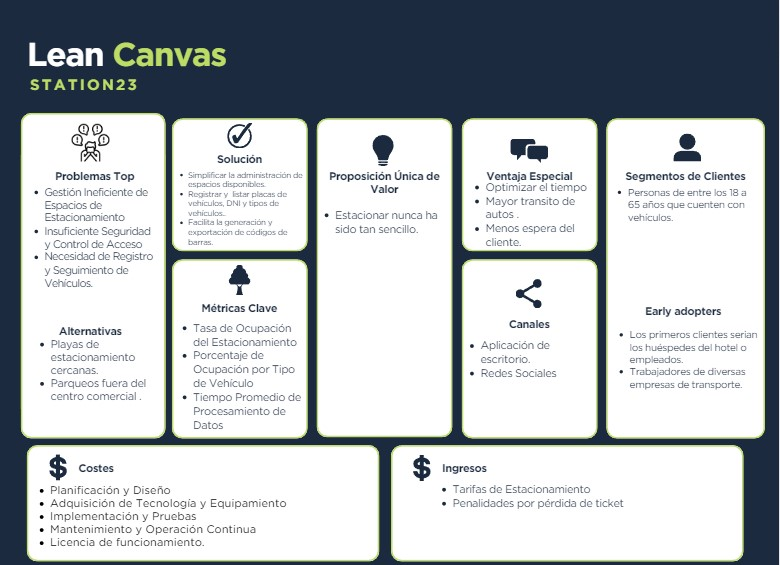 Lean Canvas
STATION23
Problemas Top
Gestión Ineficiente de
Espacios de
Estacionamiento
Insuficiente Seguridad
y Control de Acceso
Necesidad de Registro
y Seguimiento de
Vehículos.
Alternativas
Playas de
estacionamiento
cercanas.
Parqueos fuera del
centro comercial .
Solución
Simplificar la administración de
espacios disponibles.
Registrar y listar placas de
vehículos, DNI y tipos de
vehículos.
Facilita la generación y
exportación de códigos de
barras.
Métricas Clave
Tasa de Ocupación
del Estacionamiento
Porcentaje de
Ocupación por Tipo
de Vehículo
Tiempo Promedio de
Procesamiento de
Datos
Proposición Única de
Valor
Estacionar nunca ha
sido tan sencillo.
Ventaja Especial
Optimizar el tiempo
Mayor transito de
autos .
Menos espera del
cliente.
Canales
Aplicación de
escritorio.
Redes Sociales
Segmentos de Clientes
Personas de entre los 18 a
65 años que cuenten con
vehículos.
Early adopters
Los primeros clientes serían
los huéspedes del hotel o
empleados.
Trabajadores de diversas
empresas de transporte.
Costes
Planificación y Diseño
Adquisición de Tecnología y Equipamiento
Implementación y Pruebas
Mantenimiento y Operación Continua
Licencia de funcionamiento.
Ingresos
Tarifas de Estacionamiento
Penalidades por pérdida de ticket